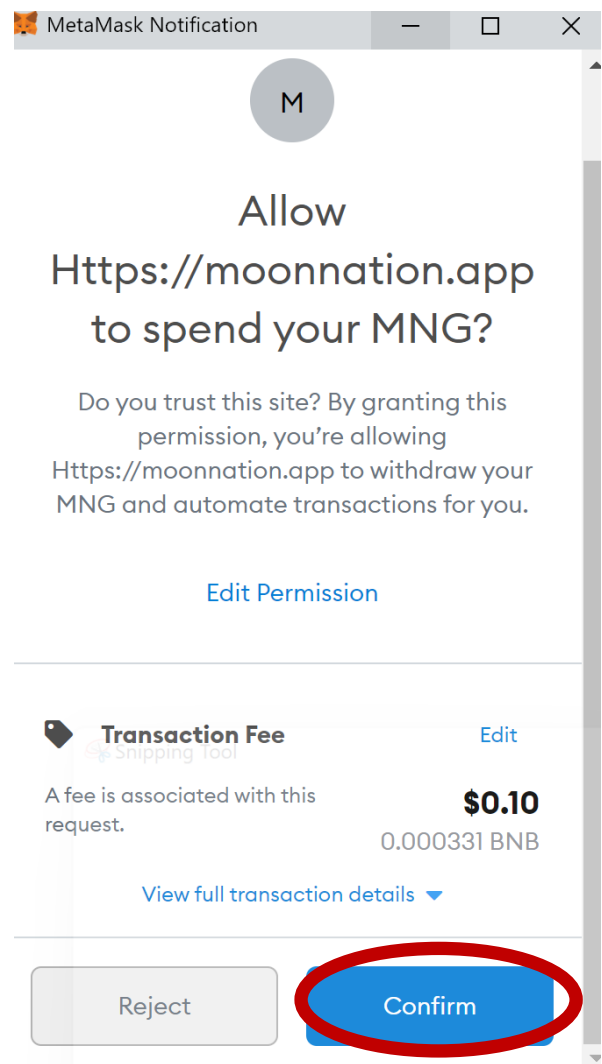 MetaMask Notification
M
Allow
Https://moonnation.app
to spend your MNG?
Do you trust this site? By granting this
permission, you're allowing
Https://moonnation.app to withdraw your
MNG and automate transactions for you.
Edit Permission
Transaction Fee
Edit
Snipping Tool
A fee is associated with this
request.
$0.10
0.000331 BNB
View full transaction details
Reject
Confirm